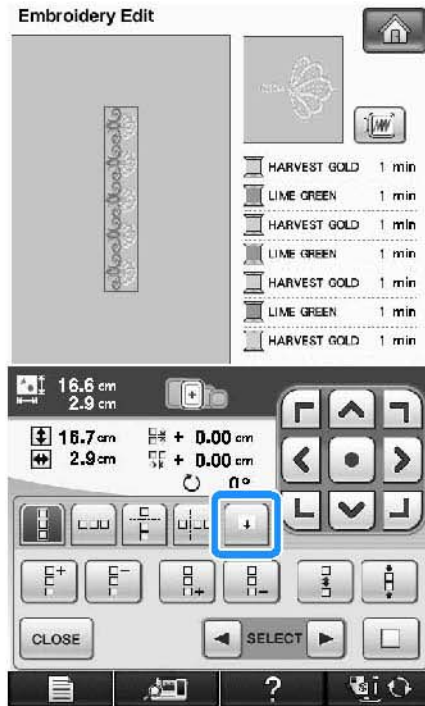 Embroidery Edit
HARVEST GOLD 1 min
LIME GREEN 1 min
HARVEST GOLD 1 min
LIME GREEN 1 min
HARVEST GOLD 1 min
LIME GREEN 1 min
HARVEST GOLD 1 min
16.6 cm
2.9 cm
16.7 cm + 0.00 cm
2.9 cm + 0.00 cm
0°
CLOSE
SELECT
?